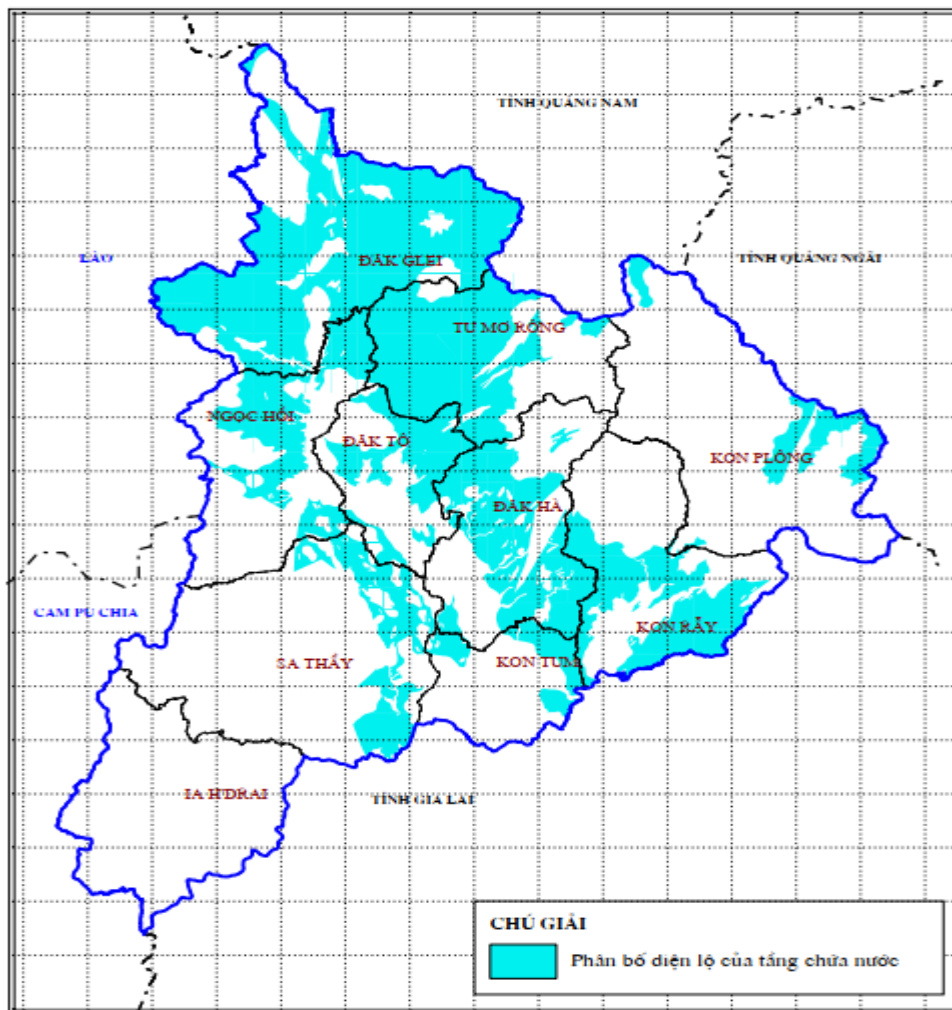 TỈNH QUẢNG NAM
LÀO
ĐĂK GLEI
TỈNH QUẢNG NGÃI
TU MƠ RÔNG
NGỌC HỒI
ĐĂK TÔ
KON PLÔNG
ĐĂK HÀ
CAM PU CHIA
KON RẪY
SA THẦY
KON TUM
IA H'DRAI
TỈNH GIA LAI
CHÚ GIẢI
Phân bố diện lộ của tầng chứa nước